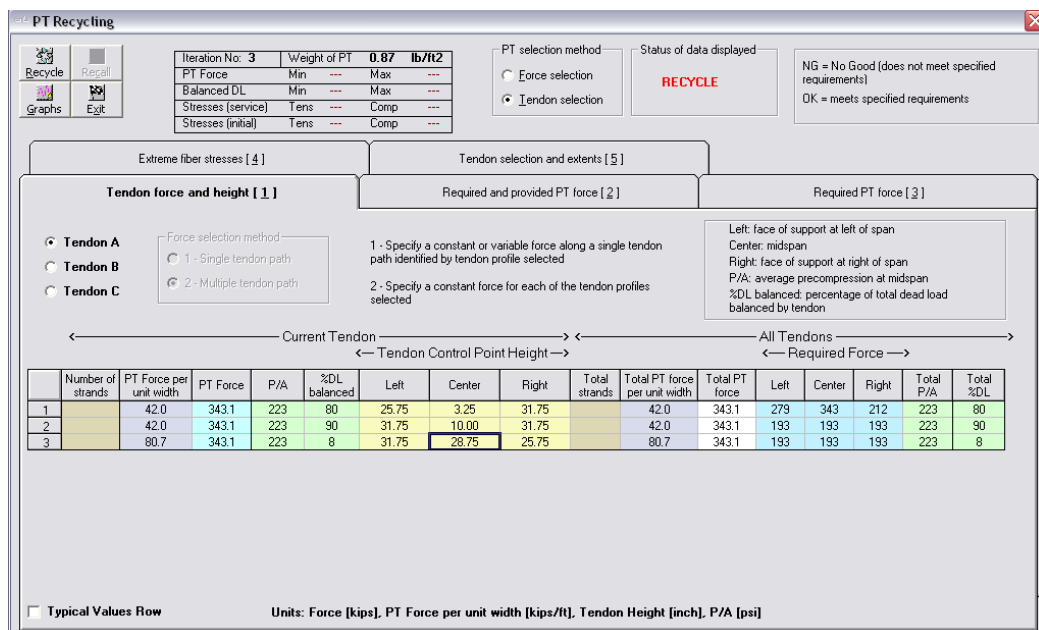 PT Recycling
Recycle Recall
Graphs Exit
Iteration No: 3 Weight of PT 0.87 lb/ft2
PT Force Min --- Max ---
Balanced DL Min --- Max ---
Stresses (service) Tens --- Comp ---
Stresses (initial) Tens --- Comp ---
PT selection method
Force selection
Tendon selection
Status of data displayed
RECYCLE
NG = No Good (does not meet specified
requirements)
OK = meets specified requirements
Extreme fiber stresses [ 4 ]
Tendon selection and extents [ 5 ]
Tendon force and height [ 1 ]
Required and provided PT force [ 2 ]
Required PT force [ 3 ]
Tendon A
Tendon B
Tendon C
Force selection method
1 - Single tendon path
2 - Multiple tendon path
1 - Specify a constant or variable force along a single tendon
path identified by tendon profile selected
2 - Specify a constant force for each of the tendon profiles
selected
Left: face of support at left of span
Center: midspan
Right: face of support at right of span
P/A: average precompression at midspan
%DL balanced: percentage of total dead load
balanced by tendon
<---------- Current Tendon ----------> <---------- All Tendons ---------->
<— Tendon Control Point Height —> <— Required Force —>
Number of strands PT Force per unit width PT Force P/A %DL balanced Left Center Right Total strands Total PT force per unit width Total PT force Left Center Right Total P/A Total %DL
1 42.0 343.1 223 80 25.75 3.25 31.75 42.0 343.1 279 343 212 223 80
2 42.0 343.1 223 90 31.75 10.00 31.75 42.0 343.1 193 193 193 223 90
3 80.7 343.1 223 8 31.75 28.75 25.75 80.7 343.1 193 193 193 223 8
Typical Values Row
Units: Force [kips], PT Force per unit width [kips/ft], Tendon Height [inch], P/A [psi]